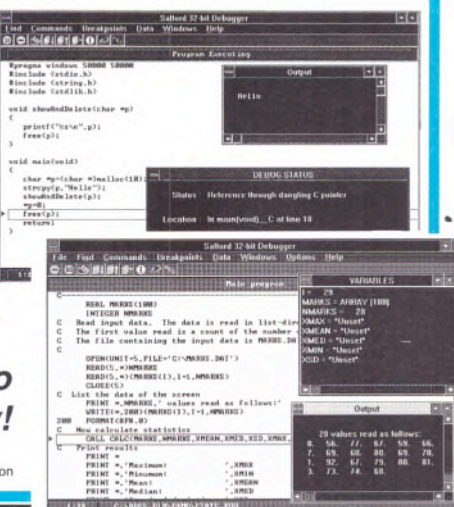 Salford 32-bit Debugger
Find Commands Breakpoints Data Windows Help
Program Executing
#pragma windows 50000 50000
#include <stdio.h>
#include <string.h>
#include <stdlib.h>
void showAndDelete(char *p)
{
printf("%s\n",p);
free(p);
}
void main(void)
{
char *p=(char *)malloc(10);
strcpy(p,"Hello");
showAndDelete(p);
*p=0;
free(p);
return;
}
Output
Hello
DEBUG STATUS
Status : Reference through dangling C pointer
Location : In main(void)__C at line 18
Salford 32-bit Debugger
File Find Commands Breakpoints Data Windows Options Help
Main program
C
REAL MARKS(100)
INTEGER NMARKS
C Read input data. The data is read in list-dir
C The first value read is a count of the number
C The file containing the input data is MARKS.DA
C
OPEN(UNIT=5,FILE='C:\MARKS.DAT')
READ(5,*)NMARKS
READ(5,*)(MARKS(I),I=1,NMARKS)
CLOSE(5)
C List the data of the screen
PRINT *,NMARKS,' values read as follows:'
WRITE(*,200)(MARKS(I),I=1,NMARKS)
200 FORMAT(8F8.0)
C Now calculate statistics
CALL CALC(MARKS,NMARKS,XMEAN,XMED,XSD,XMAX,
C Print results
PRINT *
PRINT *,'Maximum: ',XMAX
PRINT *,'Minumum: ',XMIN
PRINT *,'Mean: ',XMEAN
PRINT *,'Median: ',XMED
VARIABLES
I= 29
MARKS = ARRAY [100]
NMARKS = 28
XMAX = "Unset"
XMEAN = "Unset"
XMED = "Unset"
XMIN = "Unset"
XSD = "Unset"
Output
28 values read as follows:
o
!
on